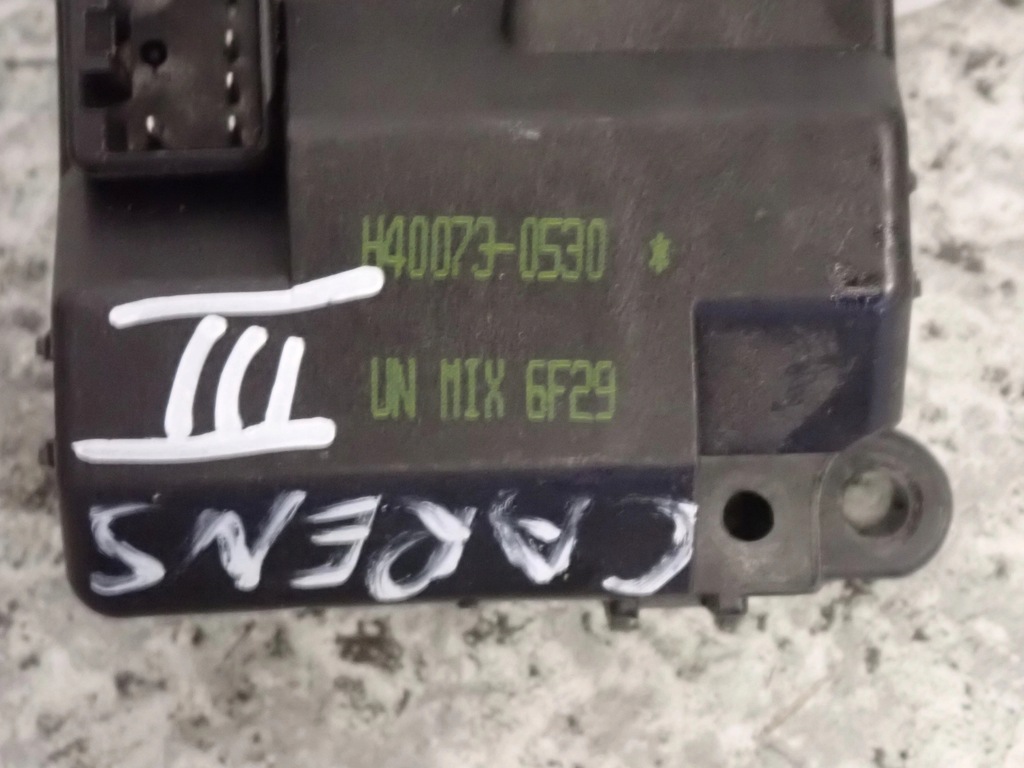 H40073-0530 *
UN MIX 6F29
CARENS
III